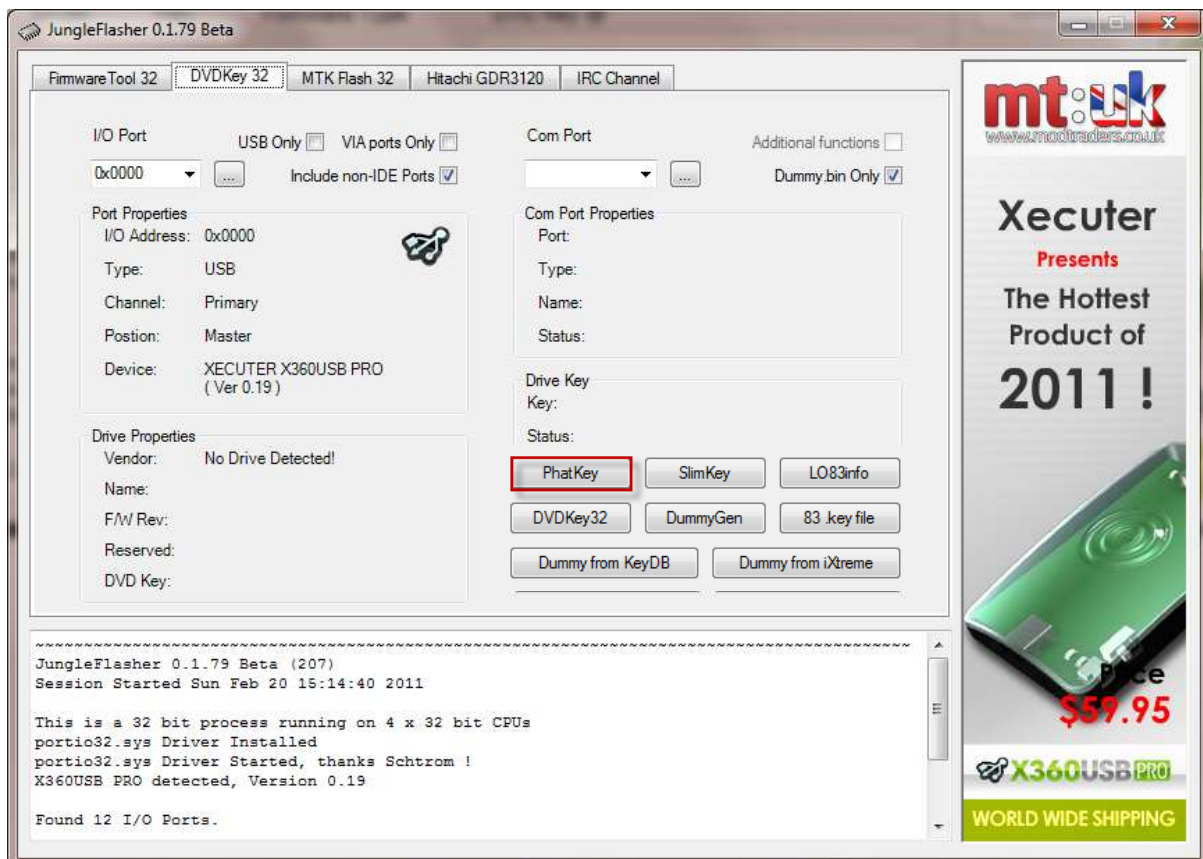 JungleFlasher 0.1.79 Beta
Firmware Tool 32
DVDKey 32
MTK Flash 32
Hitachi GDR3120
IRC Channel
I/O Port
USB Only
VIA ports Only
0x0000
...
Include non-IDE Ports
Com Port
Additional functions
...
Dummy.bin Only
Port Properties
I/O Address: 0x0000
Type: USB
Channel: Primary
Postion: Master
Device: XECUTER X360USB PRO
( Ver 0.19 )
Com Port Properties
Port:
Type:
Name:
Status:
Drive Key
Key:
Status:
Drive Properties
Vendor: No Drive Detected!
Name:
F/W Rev:
Reserved:
DVD Key:
PhatKey
SlimKey
LO83info
DVDKey32
DummyGen
83 .key file
Dummy from KeyDB
Dummy from iXtreme
JungleFlasher 0.1.79 Beta (207)
Session Started Sun Feb 20 15:14:40 2011
This is a 32 bit process running on 4 x 32 bit CPUs
portio32.sys Driver Installed
portio32.sys Driver Started, thanks Schtrom !
X360USB PRO detected, Version 0.19
Found 12 I/O Ports.
mt:uk
www.modtraders.co.uk
Xecuter
Presents
The Hottest
Product of
2011 !
Price
$59.95
X360USB PRO
WORLD WIDE SHIPPING